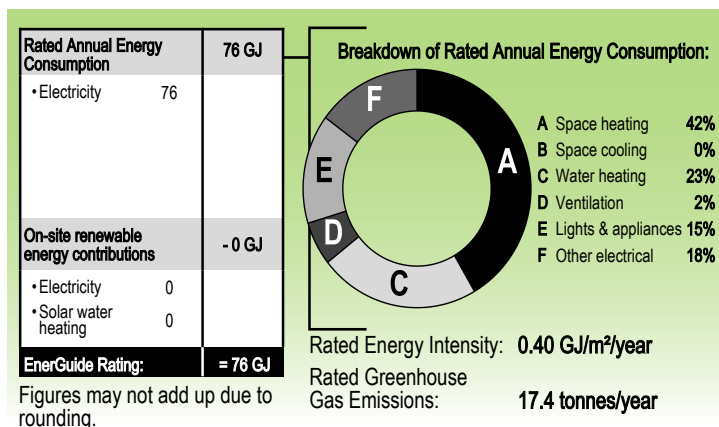 Rated Annual Energy
Consumption
76 GJ
• Electricity 76
On-site renewable
energy contributions
- 0 GJ
• Electricity 0
• Solar water
heating 0
EnerGuide Rating: = 76 GJ
Figures may not add up due to
rounding.
Breakdown of Rated Annual Energy Consumption:
F
A
E
D
C
A Space heating 42%
B Space cooling 0%
C Water heating 23%
D Ventilation 2%
E Lights & appliances 15%
F Other electrical 18%
Rated Energy Intensity: 0.40 GJ/m²/year
Rated Greenhouse
Gas Emissions: 17.4 tonnes/year